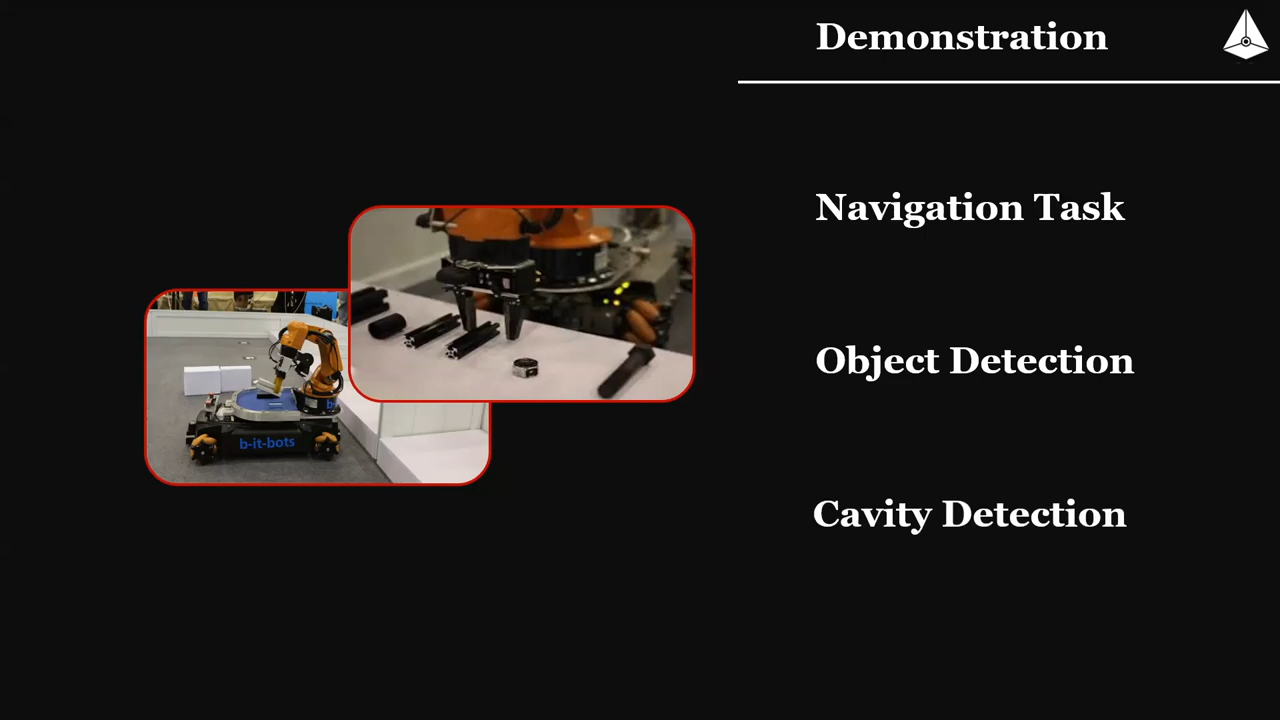 Demonstration
Navigation Task
Object Detection
Cavity Detection
b-it-bots